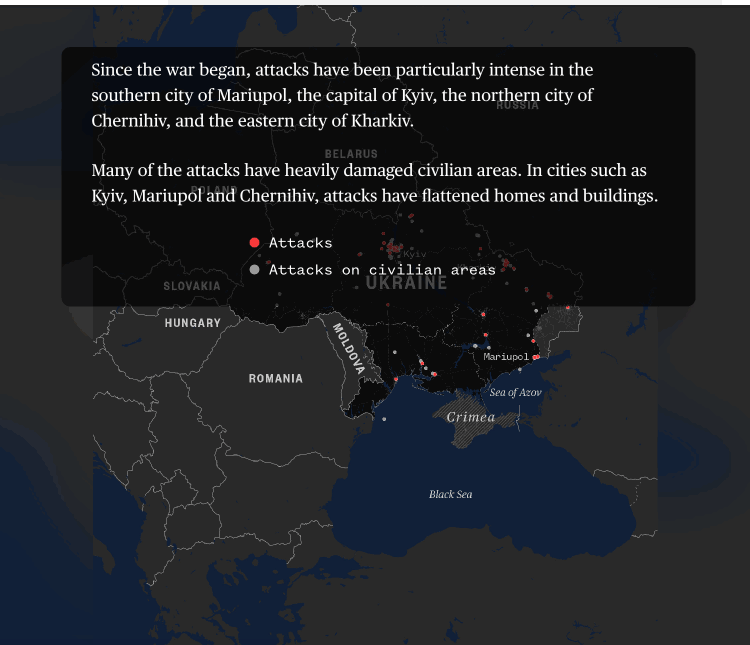 Since the war began, attacks have been particularly intense in the
southern city of Mariupol, the capital of Kyiv, the northern city of
Chernihiv, and the eastern city of Kharkiv.
RUSSIA
BELARUS
Many of the attacks have heavily damaged civilian areas. In cities such as
Kyiv, Mariupol and Chernihiv, attacks have flattened homes and buildings.
POLAND
Attacks
Kyiv
Attacks on civilian areas
UKRAINE
SLOVAKIA
HUNGARY
MOLDOVA
Mariupol
ROMANIA
Sea of Azov
Crimea
Black Sea